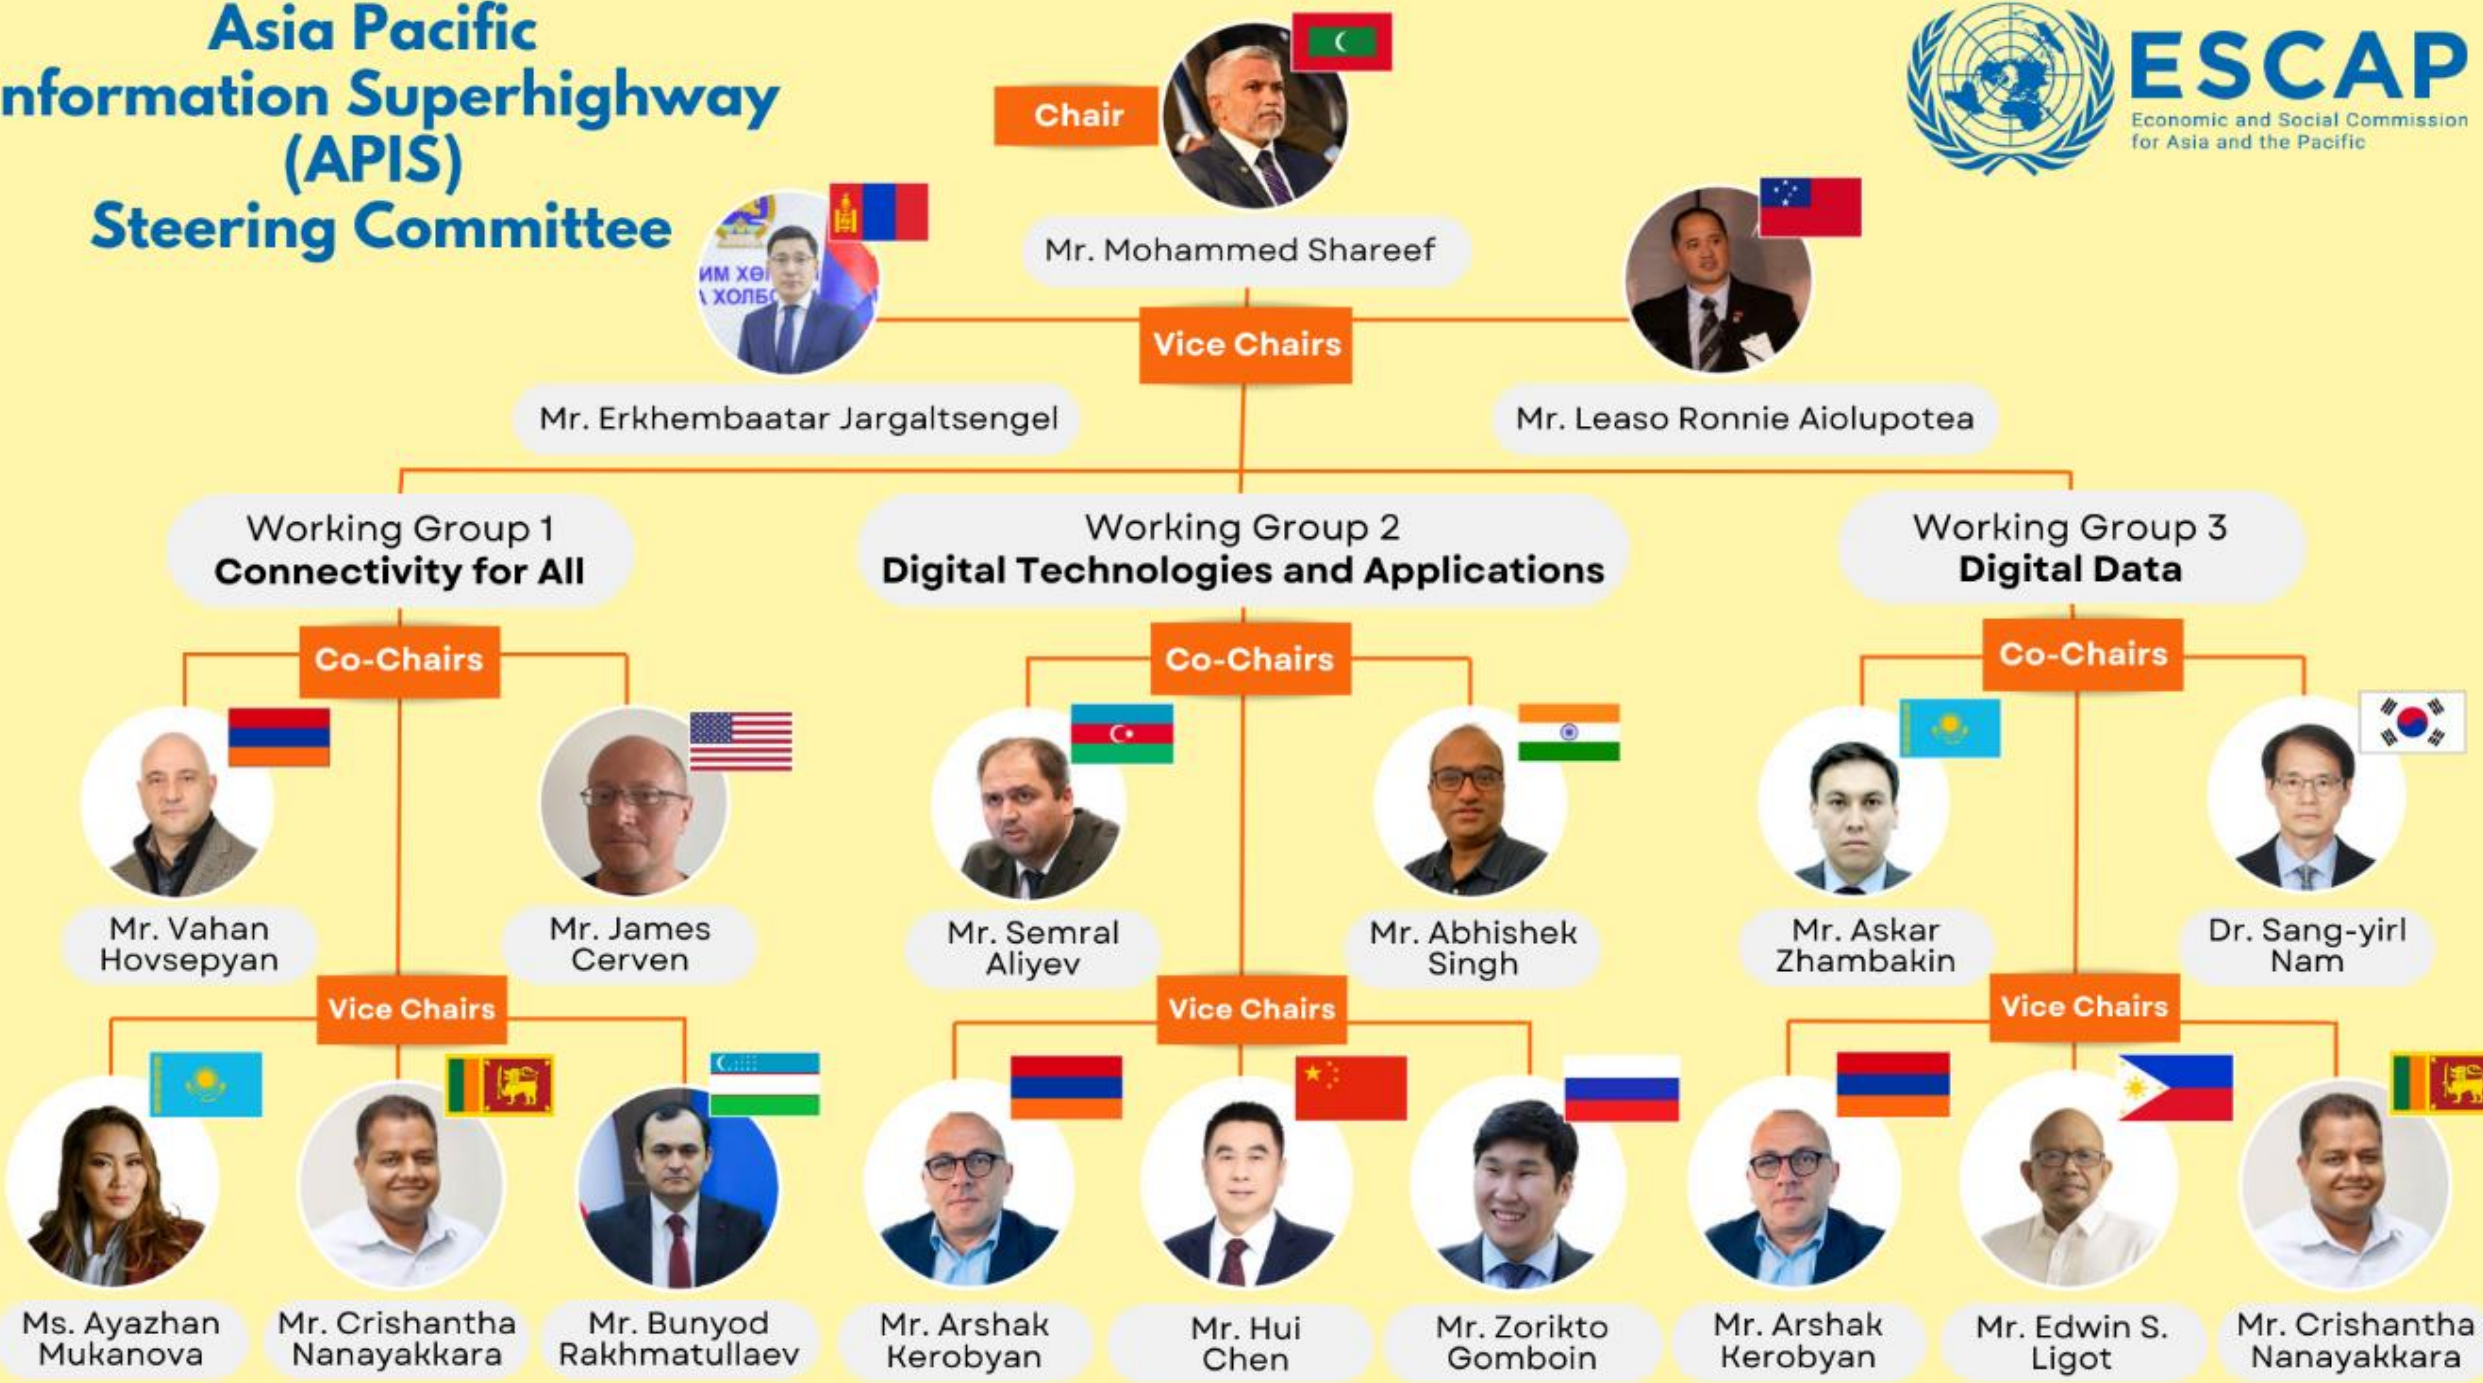 Asia Pacific
nformation Superhighway
(APIS)
Steering Committee
ESCAP
Economic and Social Commission
for Asia and the Pacific
Chair
Mr. Mohammed Shareef
ИМ ХӨ
ХОЛБ
Vice Chairs
Mr. Erkhembaatar Jargaltsengel
Mr. Leaso Ronnie Aiolupotea
Working Group 1
Connectivity for All
Working Group 2
Digital Technologies and Applications
Working Group 3
Digital Data
Co-Chairs
Co-Chairs
Co-Chairs
Mr. Vahan
Hovsepyan
Mr. James
Cerven
Mr. Semral
Aliyev
Mr. Abhishek
Singh
Mr. Askar
Zhambakin
Dr. Sang-yirl
Nam
Vice Chairs
Vice Chairs
Vice Chairs
Ms. Ayazhan
Mukanova
Mr. Crishantha
Nanayakkara
Mr. Bunyod
Rakhmatullaev
Mr. Arshak
Kerobyan
Mr. Hui
Chen
Mr. Zorikto
Gomboin
Mr. Arshak
Kerobyan
Mr. Edwin S.
Ligot
Mr. Crishantha
Nanayakkara